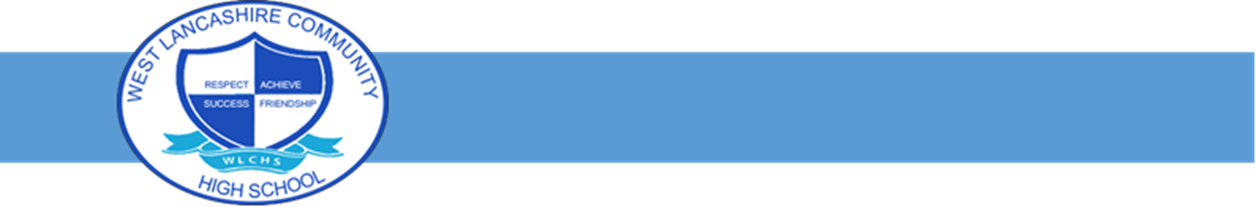 WEST LANCASHIRE COMMUNITY
RESPECT ACHIEVE
SUCCESS FRIENDSHIP
WLCHS
HIGH SCHOOL